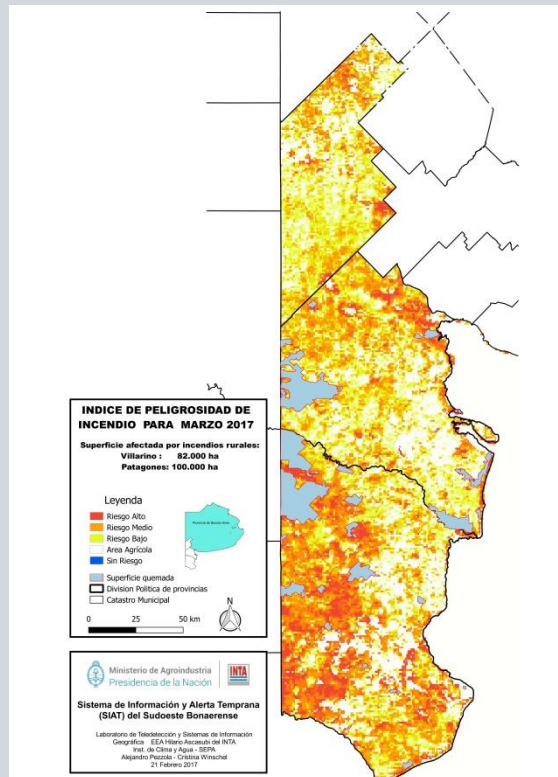 INDICE DE PELIGROSIDAD DE
INCENDIO PARA MARZO 2017
Superficie afectada por incendios rurales:
Villarino : 82.000 ha
Patagones: 100.000 ha
Leyenda
Riesgo Alto
Riesgo Medio
Riesgo Bajo
Area Agrícola
Sin Riesgo
Superficie quemada
Division Politica de provincias
Catastro Municipal
Provincia de Buenos Aires
N
0 25 50 km
Ministerio de Agroindustria
Presidencia de la Nación
INTA
Sistema de Información y Alerta Temprana
(SIAT) del Sudoeste Bonaerense
Laboratorio de Teledetección y Sistemas de Información
Geográfica EEA Hilario Ascasubi del INTA
Inst. de Clima y Agua - SEPA
Alejandro Pezzola - Cristina Winschel
21 Febrero 2017